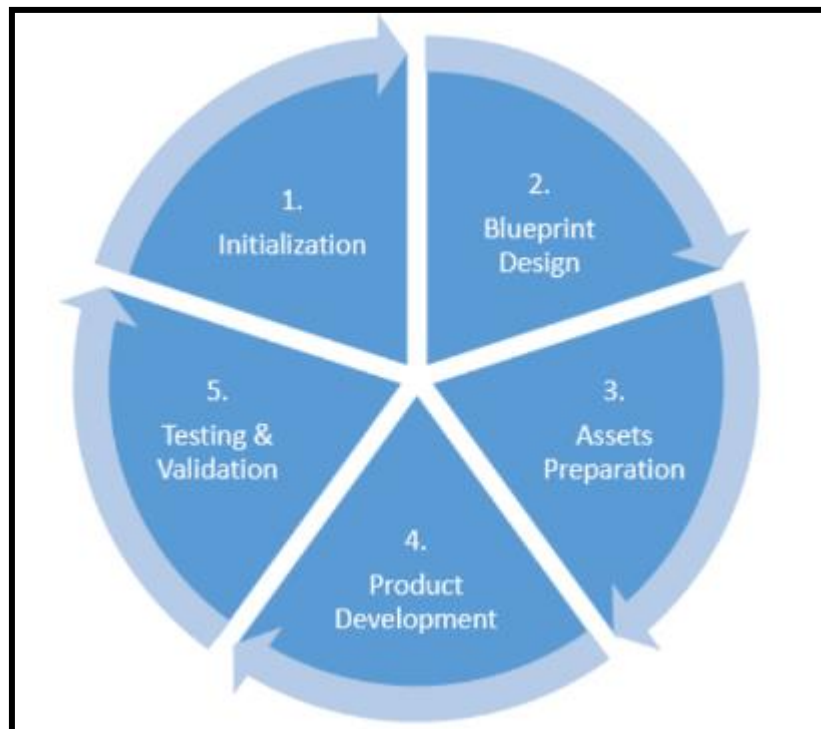 1.
Initialization
2.
Blueprint
Design
3.
Assets
Preparation
4.
Product
Development
5.
Testing &
Validation